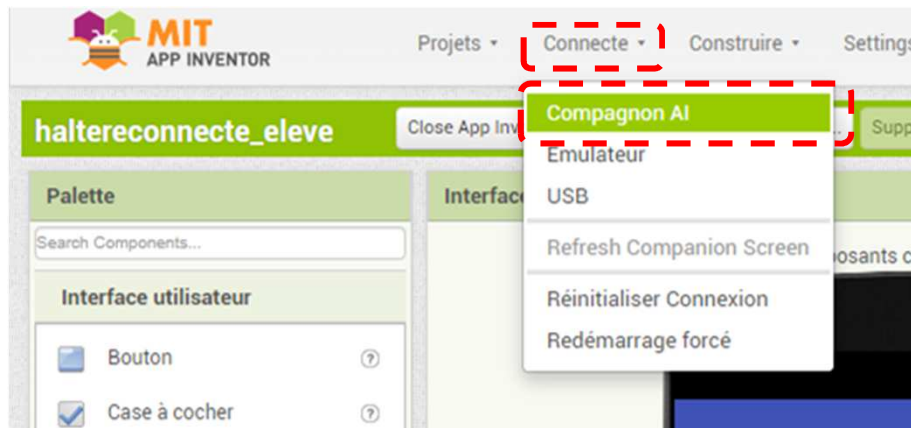 MIT
APP INVENTOR
Projets
Connecte
Construire
Settings
haltereconnecte_eleve
Close App Inv
Supp
Compagnon AI
Emulateur
USB
Refresh Companion Screen
Réinitialiser Connexion
Redémarrage forcé
Palette
Interface
Search Components...
osants c
Interface utilisateur
Bouton
?
Case à cocher
?